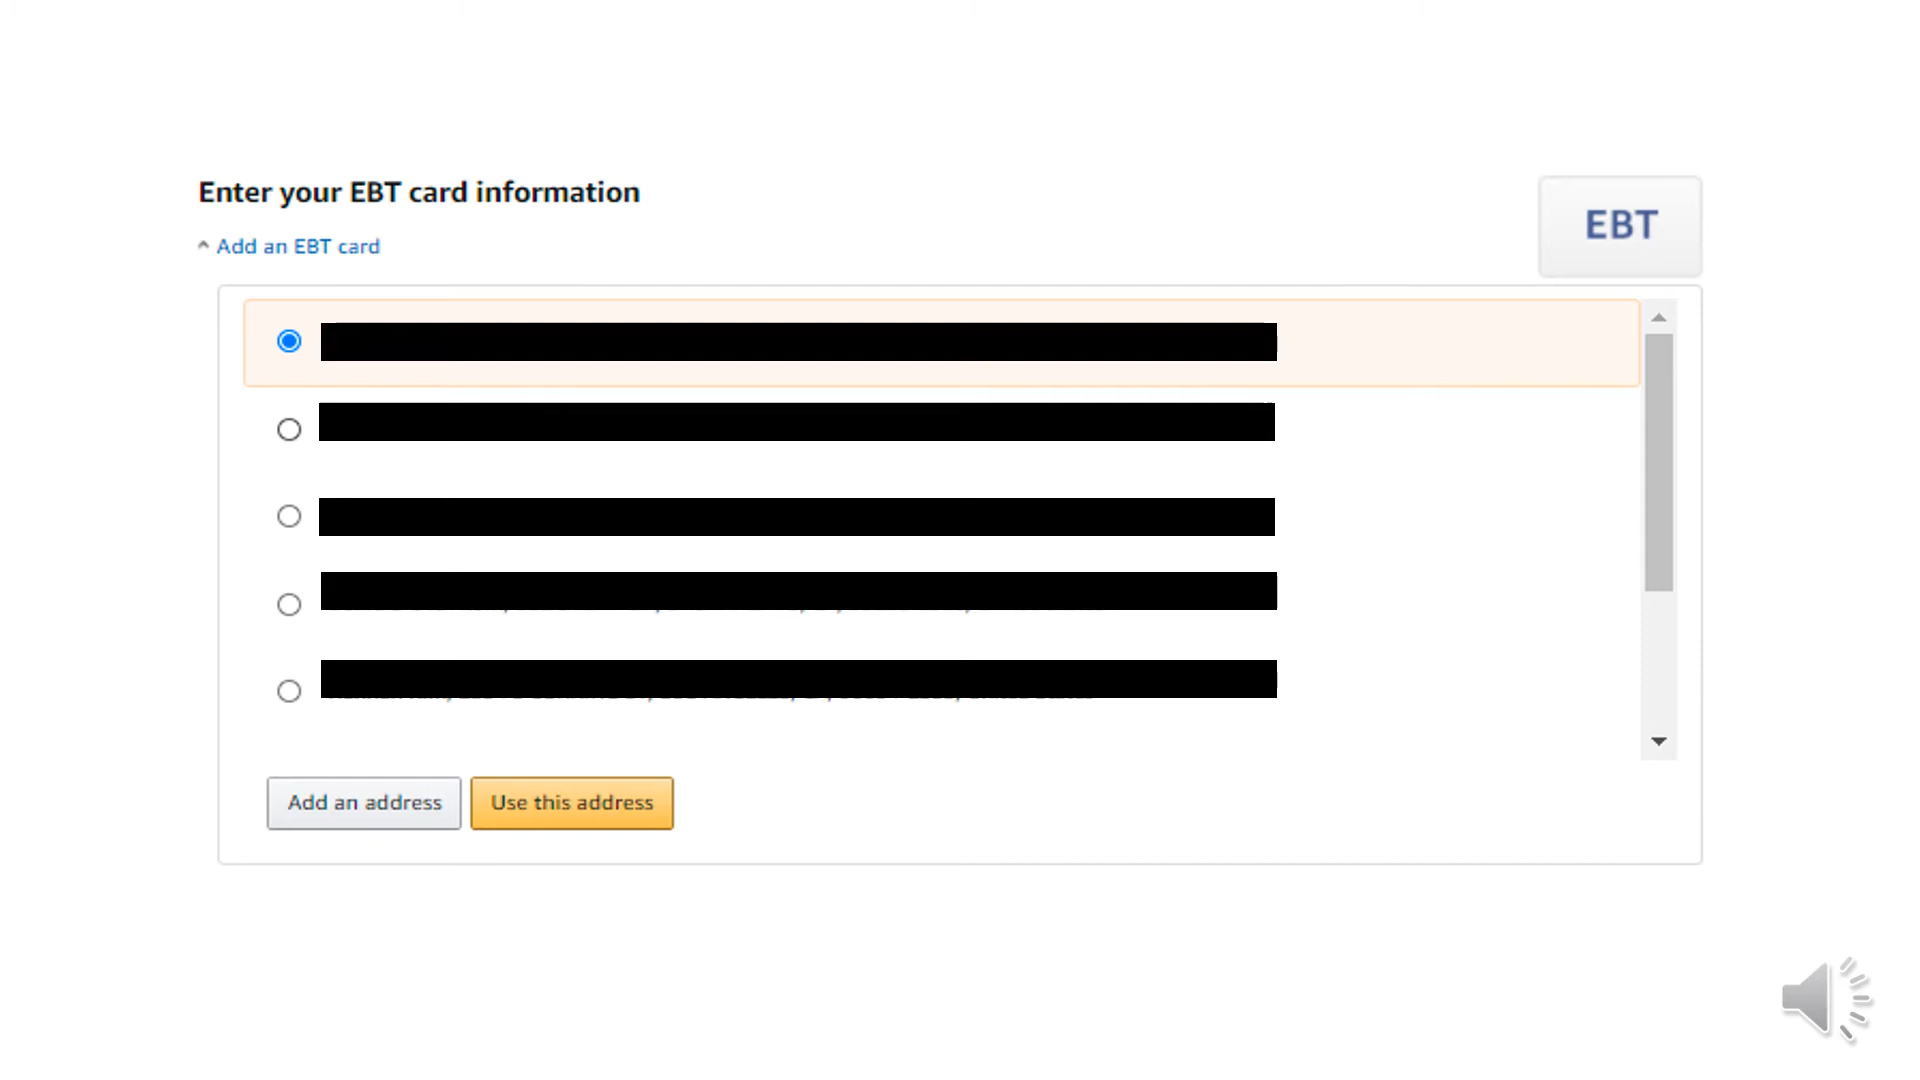 Enter your EBT card information
EBT
Add an EBT card
Add an address
Use this address